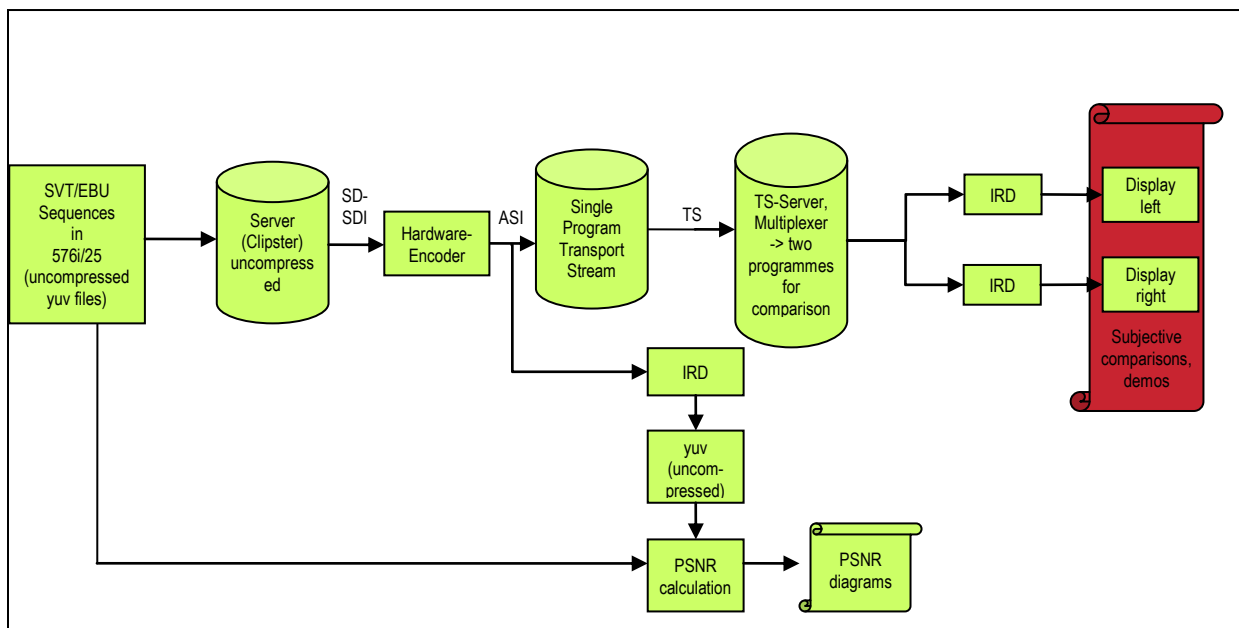 SVT/EBU
Sequences
in
576i/25
(uncompressed
yuv files)
Server
(Clipster)
uncompress
ed
SD-
SDI
Hardware-
Encoder
ASI
Single
Program
Transport
Stream
TS
TS-Server,
Multiplexer
-> two
programmes
for
comparison
IRD
Display
left
IRD
Display
right
Subjective
comparisons,
demos
IRD
yuv
(uncom-
pressed)
PSNR
calculation
PSNR
diagrams